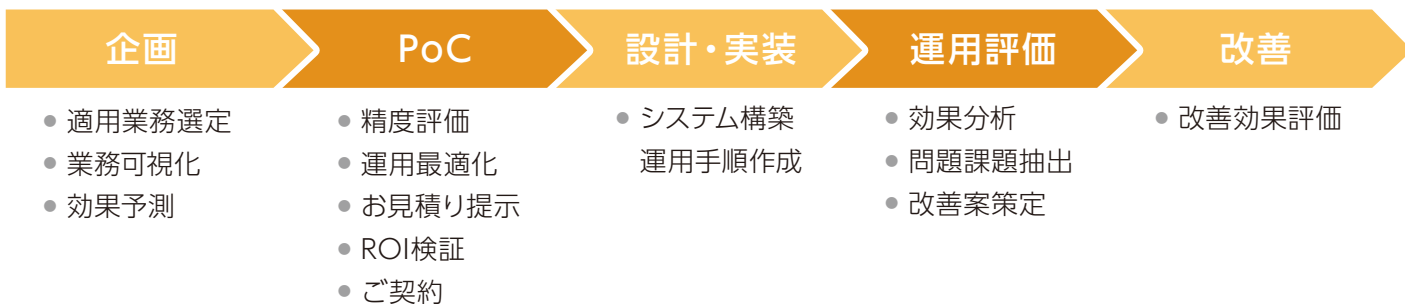 企画
PoC
設計・実装
運用評価
改善
● 適用業務選定
● 業務可視化
● 効果予測
● 精度評価
● 運用最適化
● お見積り提示
● ROI検証
● ご契約
● システム構築
運用手順作成
● 効果分析
● 問題課題抽出
● 改善案策定
● 改善効果評価